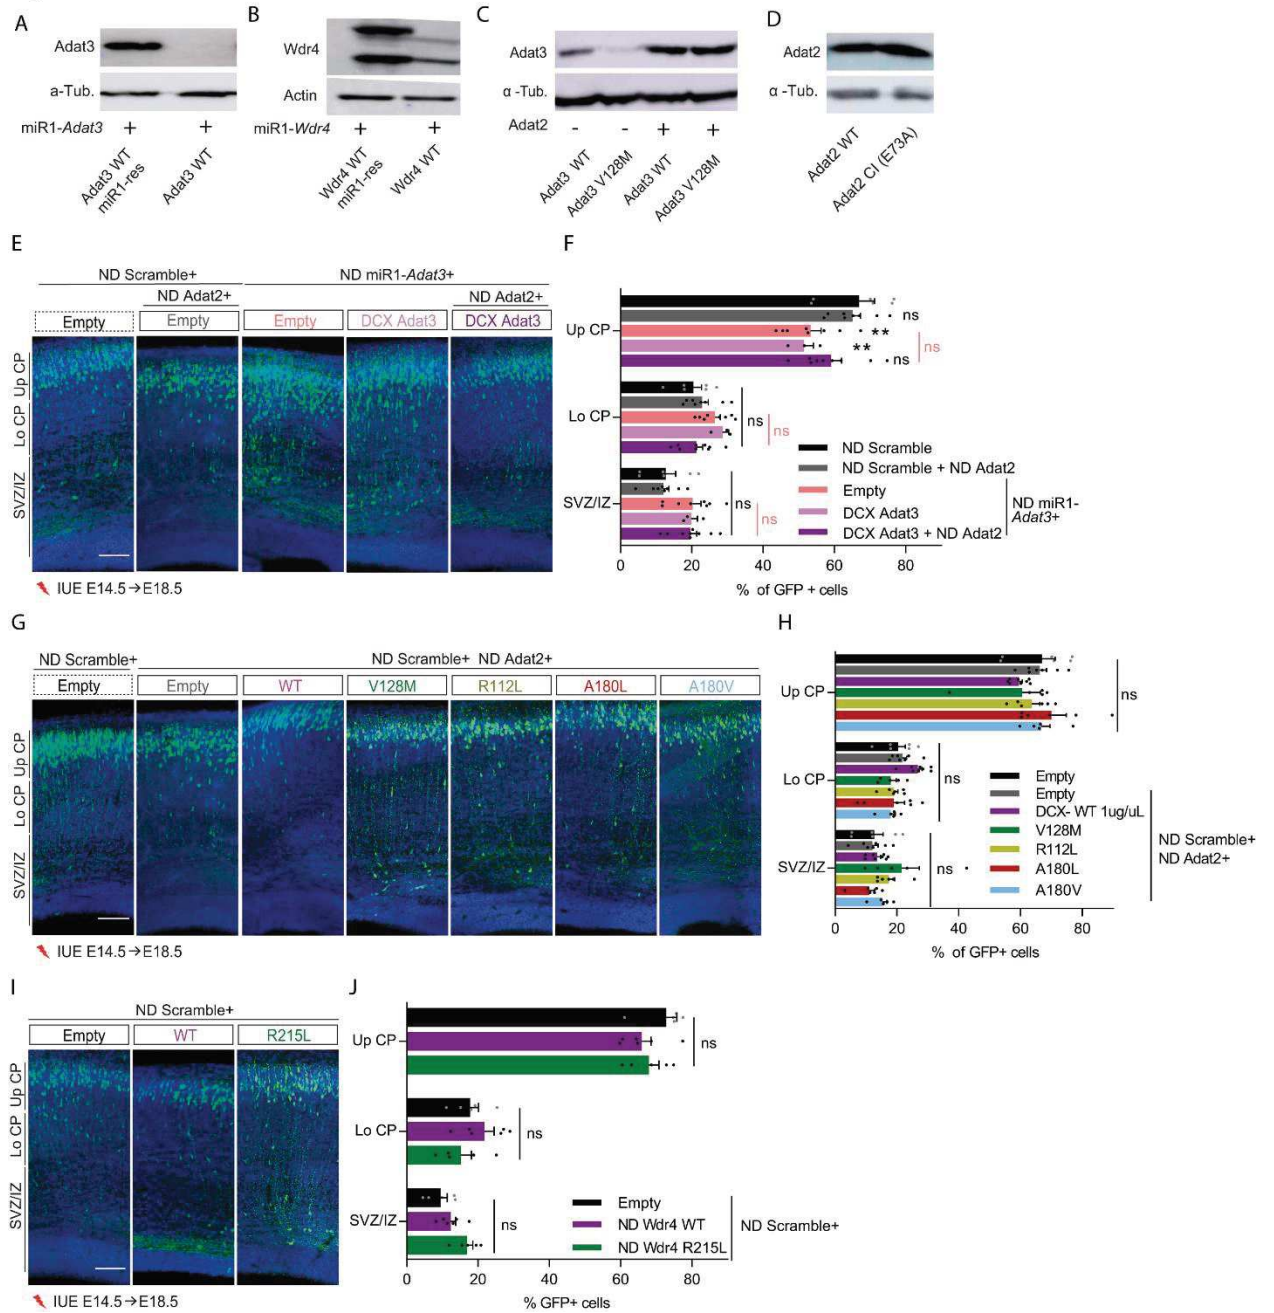 A
Adat3
a-Tub.
miR1-Adat3 + +
Adat3 WT miR1-res
Adat3 WT
B
Wdr4
Actin
miR1-Wdr4 + +
Wdr4 WT miR1-res
Wdr4 WT
C
Adat3
α -Tub.
Adat2 - - + +
Adat3 WT
Adat3 V128M
Adat3 WT
Adat3 V128M
D
Adat2
α -Tub.
Adat2 WT
Adat2 CI (E73A)
E
ND Scramble+ ND miR1-Adat3+
ND Adat2+ ND Adat2+
Empty Empty Empty DCX Adat3 DCX Adat3
Up CP
Lo CP
SVZ/IZ
IUE E14.5→E18.5
F
Up CP
ns
**
**
ns
ns
Lo CP
ns
ns
SVZ/IZ
ns
ns
ND Scramble
ND Scramble + ND Adat2
Empty
DCX Adat3
DCX Adat3 + ND Adat2
ND miR1-
Adat3+
0 20 40 60 80
% of GFP + cells
G
ND Scramble+ ND Scramble+ ND Adat2+
Empty Empty WT V128M R112L A180L A180V
Up CP
Lo CP
SVZ/IZ
IUE E14.5→E18.5
H
Up CP
ns
Lo CP
ns
SVZ/IZ
ns
Empty
Empty
DCX- WT 1ug/uL
V128M
R112L
A180L
A180V
ND Scramble+
ND Adat2+
0 20 40 60 80
% of GFP+ cells
I
ND Scramble+
Empty WT R215L
Up CP
Lo CP
SVZ/IZ
IUE E14.5→E18.5
J
Up CP
ns
Lo CP
ns
SVZ/IZ
ns
Empty
ND Wdr4 WT
ND Wdr4 R215L
ND Scramble+
0 20 40 60 80
% GFP+ cells